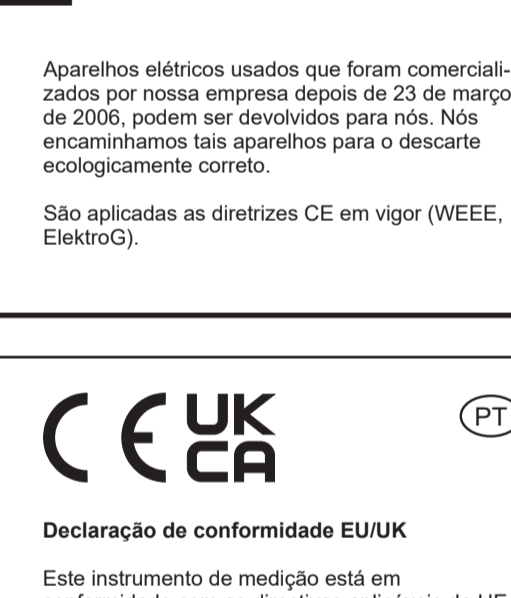 Aparelhos elétricos usados que foram comerciali-
zados por nossa empresa depois de 23 de março
de 2006, podem ser devolvidos para nós. Nós
encaminhamos tais aparelhos para o descarte
ecologicamente correto.
São aplicadas as diretrizes CE em vigor (WEEE,
ElektroG).
CE UK
CA
PT
Declaração de conformidade EU/UK
Este instrumento de medição está em